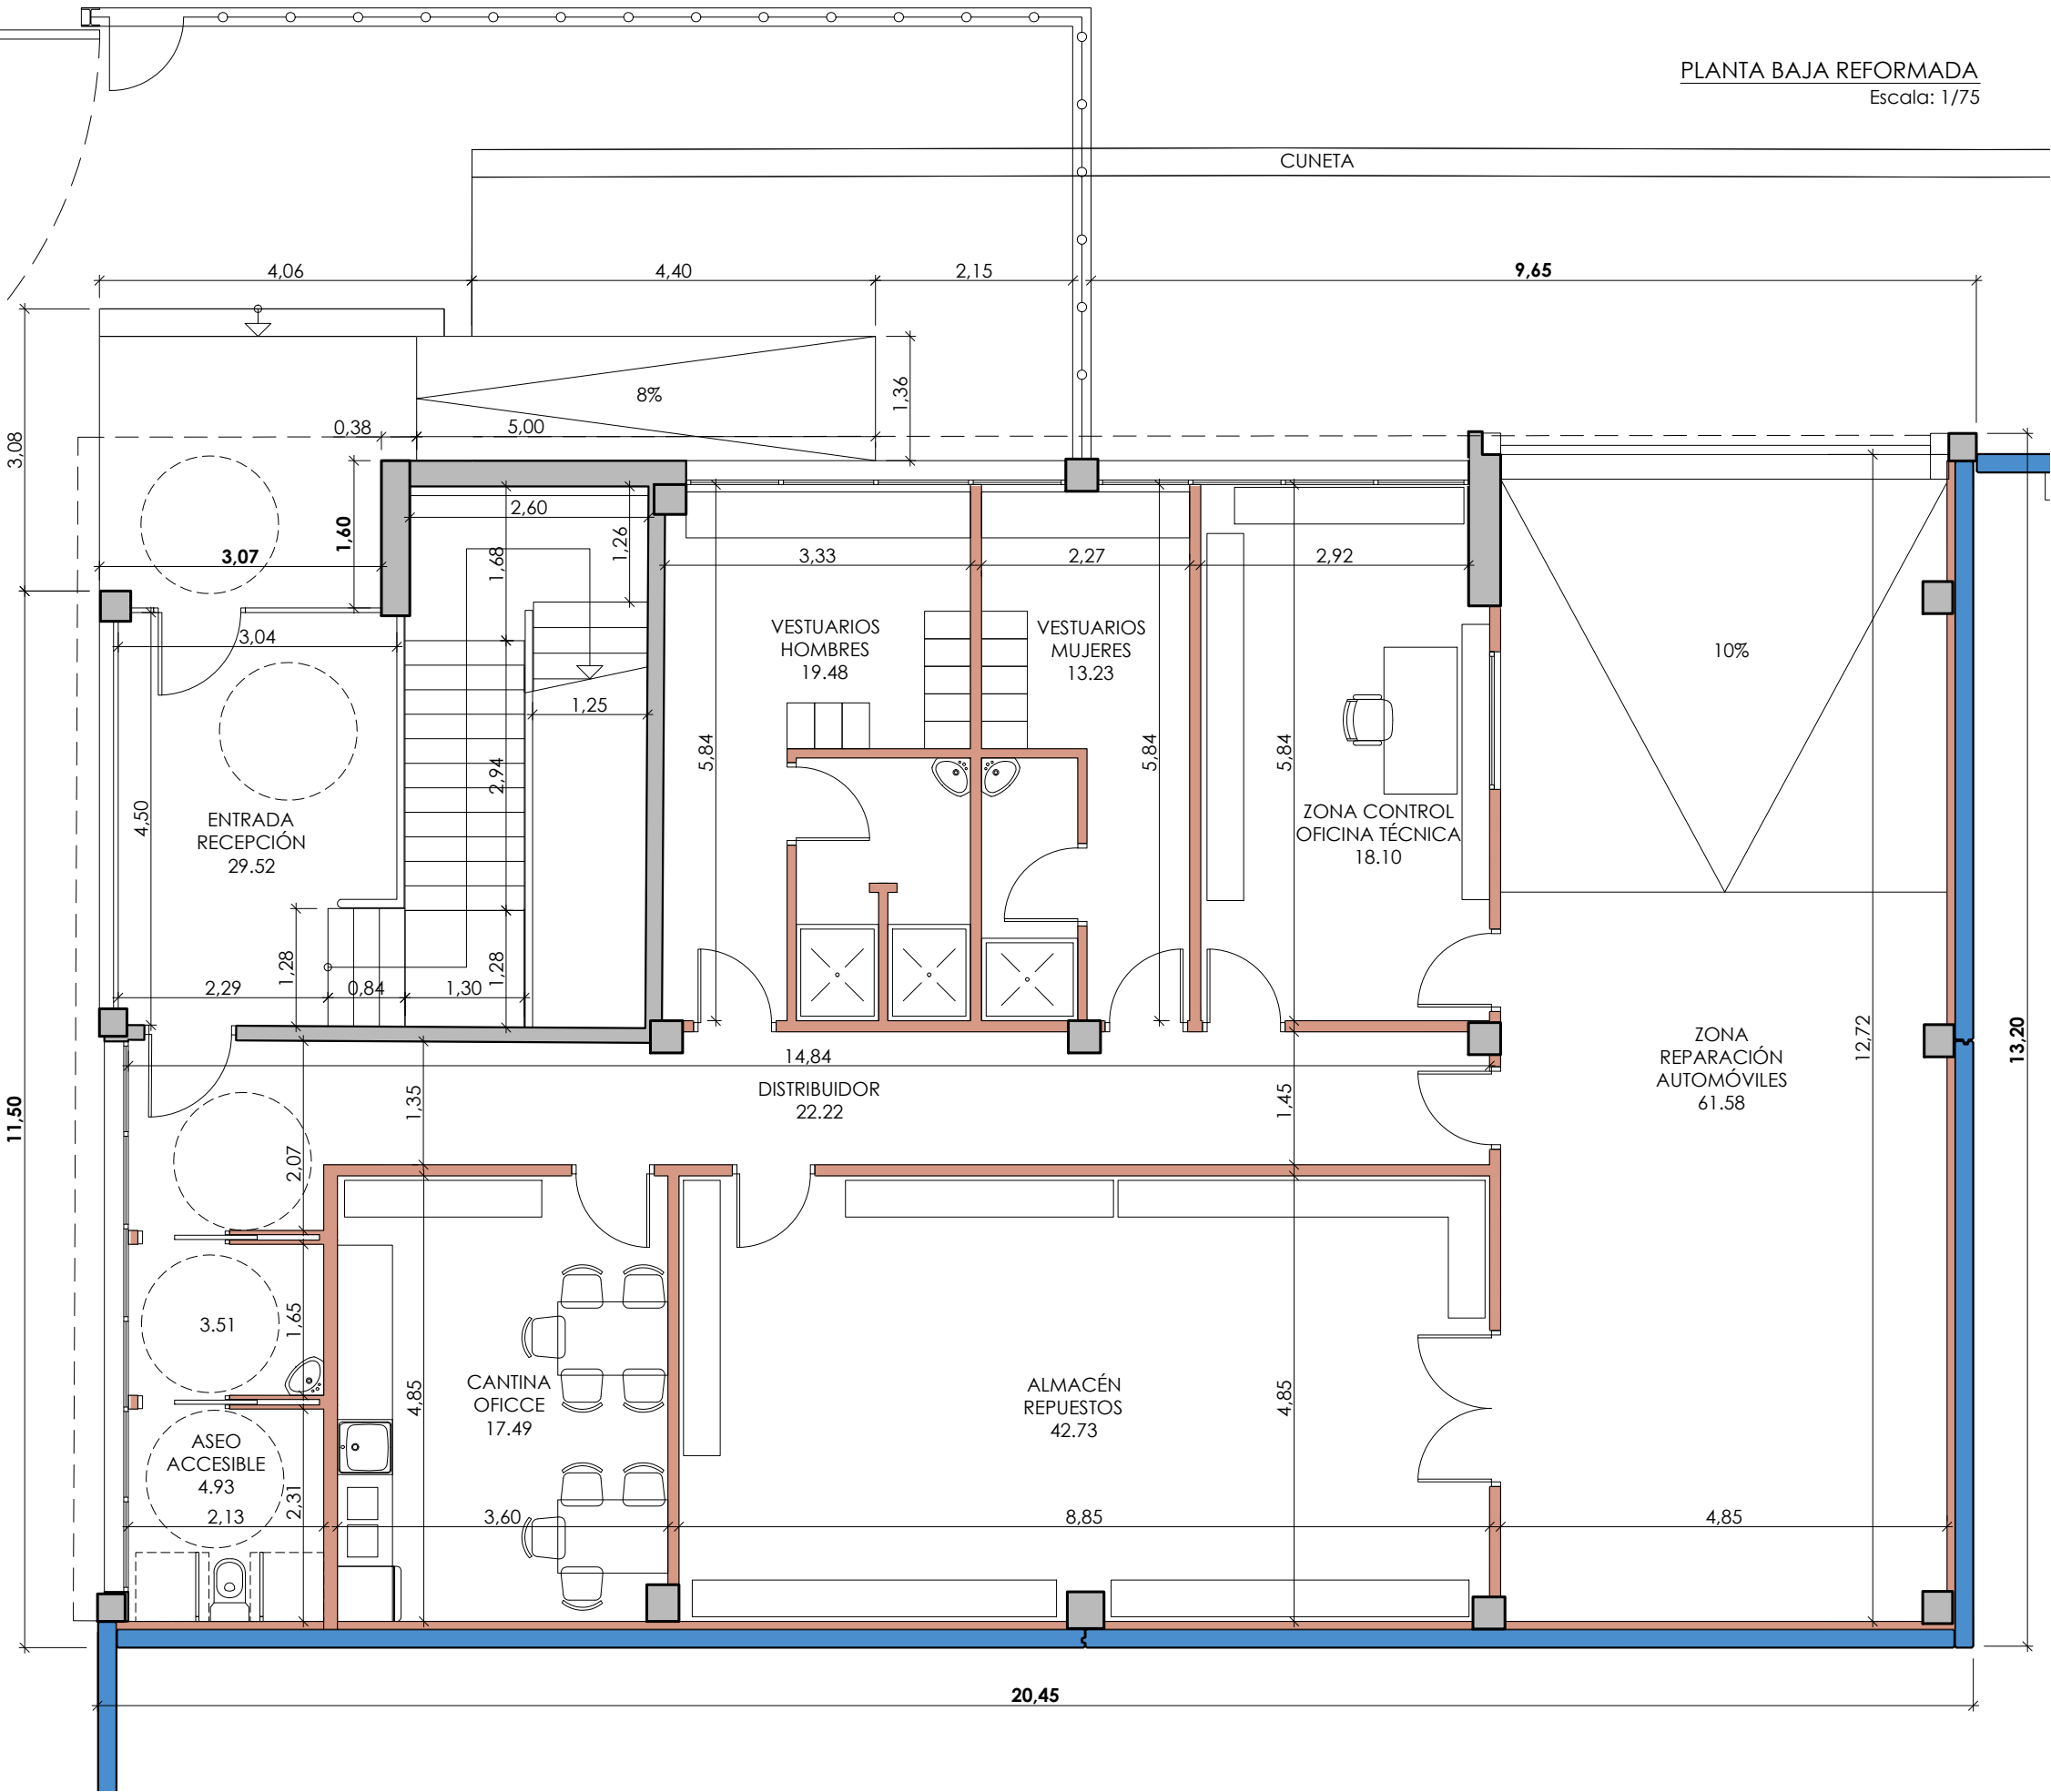 PLANTA BAJA REFORMADA
Escala: 1/75
CUNETA
4,06
4,40
2,15
9,65
3,08
8%
1,36
0,38
5,00
1,60
2,60
1,68
1,26
3,07
3,33
2,27
2,92
3,04
VESTUARIOS
HOMBRES
19.48
VESTUARIOS
MUJERES
13.23
10%
1,25
5,84
5,84
5,84
2,94
4,50
ENTRADA
RECEPCIÓN
29.52
ZONA CONTROL
OFICINA TÉCNICA
18.10
1,28
1,28
2,29
0,84
1,30
12,72
13,20
ZONA
REPARACIÓN
AUTOMÓVILES
61.58
14,84
DISTRIBUIDOR
22.22
1,35
1,45
11,50
2,07
1,65
3.51
4,85
CANTINA
OFICCE
17.49
ALMACÉN
REPUESTOS
42.73
4,85
ASEO
ACCESIBLE
4.93
2,31
2,13
3,60
8,85
4,85
20,45